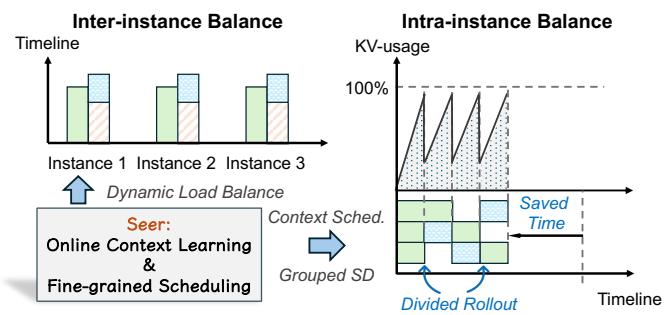 Inter-instance Balance
Timeline
Instance 1 Instance 2 Instance 3
Dynamic Load Balance
Seer:
Online Context Learning
&
Fine-grained Scheduling
Context Sched.
Grouped SD
Intra-instance Balance
KV-usage
100%
Saved
Time
Divided Rollout
Timeline